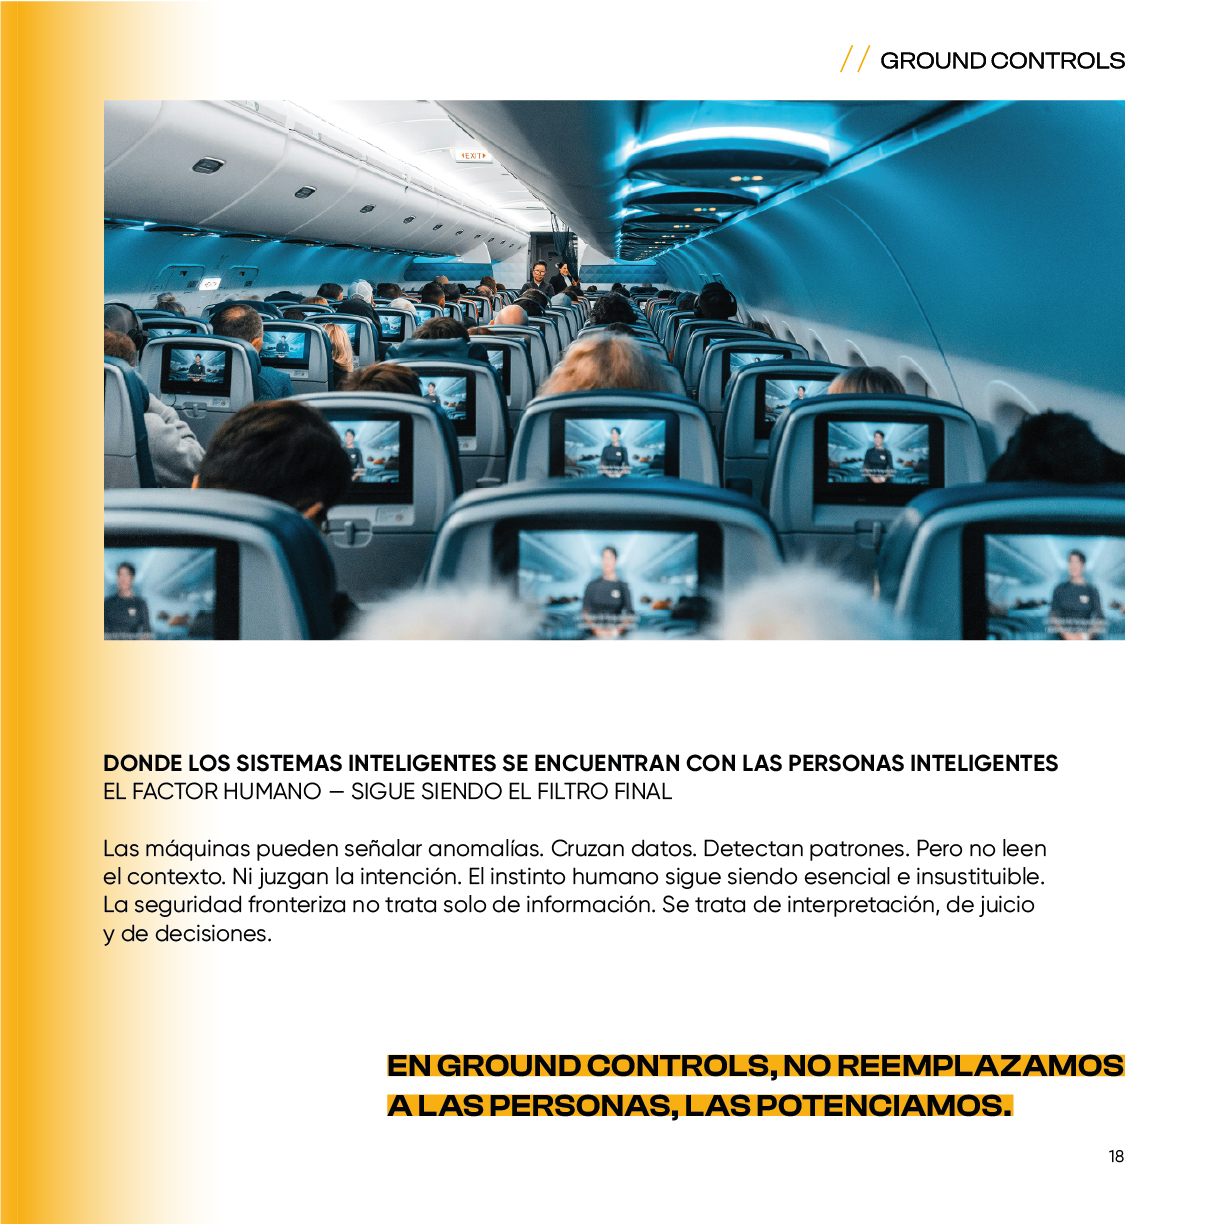 // GROUND CONTROLS
EXIT
DONDE LOS SISTEMAS INTELIGENTES SE ENCUENTRAN CON LAS PERSONAS INTELIGENTES
EL FACTOR HUMANO — SIGUE SIENDO EL FILTRO FINAL
Las máquinas pueden señalar anomalías. Cruzan datos. Detectan patrones. Pero no leen
el contexto. Ni juzgan la intención. El instinto humano sigue siendo esencial e insustituible.
La seguridad fronteriza no trata solo de información. Se trata de interpretación, de juicio
y de decisiones.
EN GROUND CONTROLS, NO REEMPLAZAMOS
A LAS PERSONAS, LAS POTENCIAMOS.
18